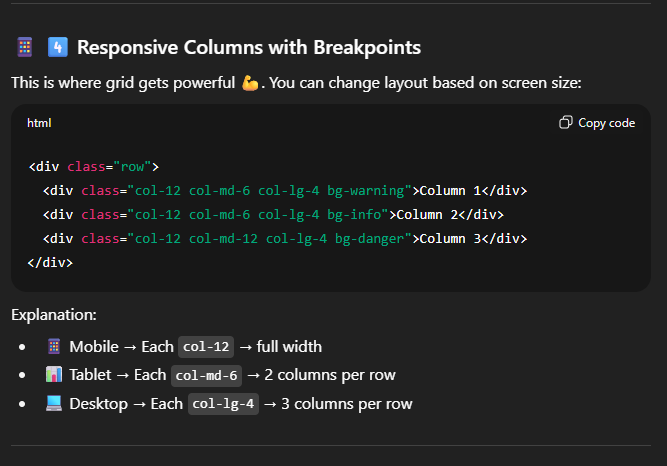 📱 4️⃣ Responsive Columns with Breakpoints
This is where grid gets powerful 💪. You can change layout based on screen size:
html Copy code
<div class="row">
  <div class="col-12 col-md-6 col-lg-4 bg-warning">Column 1</div>
  <div class="col-12 col-md-6 col-lg-4 bg-info">Column 2</div>
  <div class="col-12 col-md-12 col-lg-4 bg-danger">Column 3</div>
</div>
Explanation:
• 📱 Mobile → Each col-12 → full width
• 📊 Tablet → Each col-md-6 → 2 columns per row
• 💻 Desktop → Each col-lg-4 → 3 columns per row